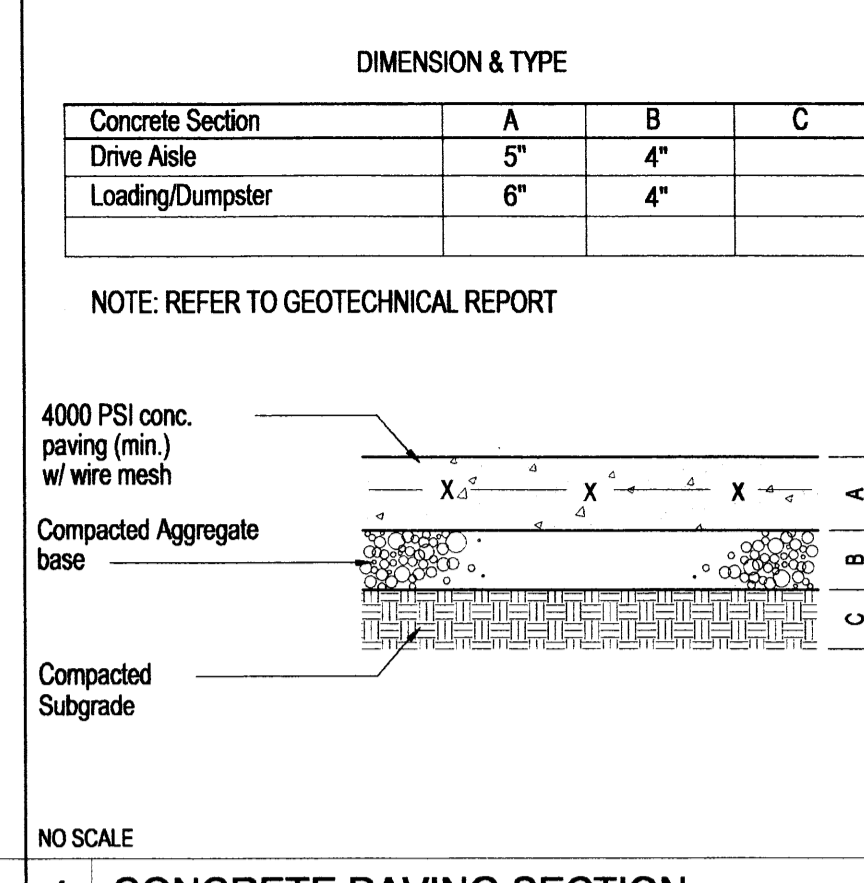 DIMENSION & TYPE
Concrete Section A B C
Drive Aisle 5" 4"
Loading/Dumpster 6" 4"
NOTE: REFER TO GEOTECHNICAL REPORT
4000 PSI conc.
paving (min.)
w/ wire mesh
X X X
A
Compacted Aggregate
base
B
C
Compacted
Subgrade
NO SCALE
CONCRETE PAVING SECTION